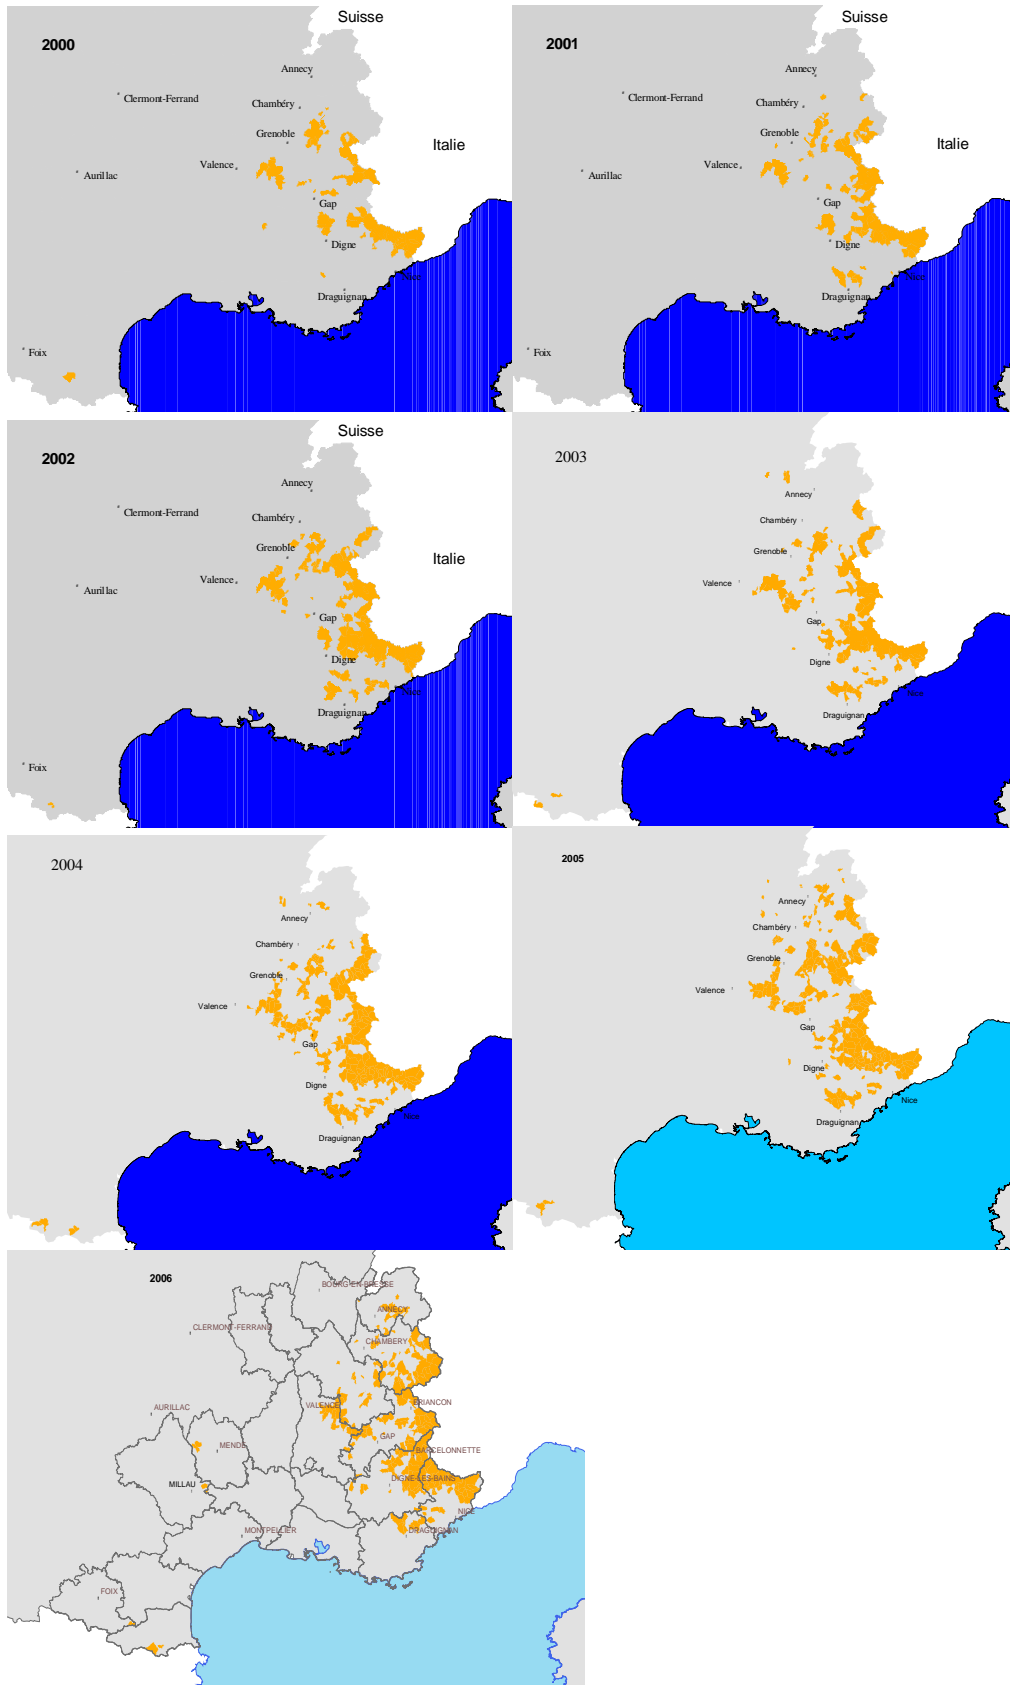 Suisse
2000
Annecy
Clermont-Ferrand
Chambéry
Grenoble
Italie
Valence
Aurillac
Gap
Digne
Nice
Draguignan
Foix
Suisse
2001
Annecy
Clermont-Ferrand
Chambéry
Grenoble
Italie
Valence
Aurillac
Gap
Digne
Nice
Draguignan
Foix
Suisse
2002
Annecy
Clermont-Ferrand
Chambéry
Grenoble
Italie
Valence
Aurillac
Gap
Digne
Nice
Draguignan
Foix
2003
Annecy
Chambéry
Grenoble
Valence
Gap
Digne
Nice
Draguignan
2004
Annecy
Chambéry
Grenoble
Valence
Gap
Digne
Nice
Draguignan
2005
Annecy
Chambéry
Grenoble
Valence
Gap
Digne
Nice
Draguignan
2006
BOURG-EN-BRESSE
ANNECY
CLERMONT-FERRAND
CHAMBERY
VALENCE
BRIANCON
AURILLAC
GAP
MENDE
BARCELONNETTE
DIGNE-LES-BAINS
MILLAU
NICE
MONTPELLIER
DRAGUIGNAN
FOIX